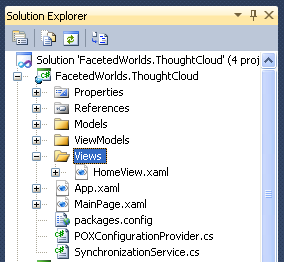 Solution Explorer
Solution 'FacetedWorlds.ThoughtCloud' (4 proj
FacetedWorlds.ThoughtCloud
Properties
References
Models
ViewModels
Views
HomeView.xaml
App.xaml
MainPage.xaml
packages.config
POXConfigurationProvider.cs
SynchronizationService.cs